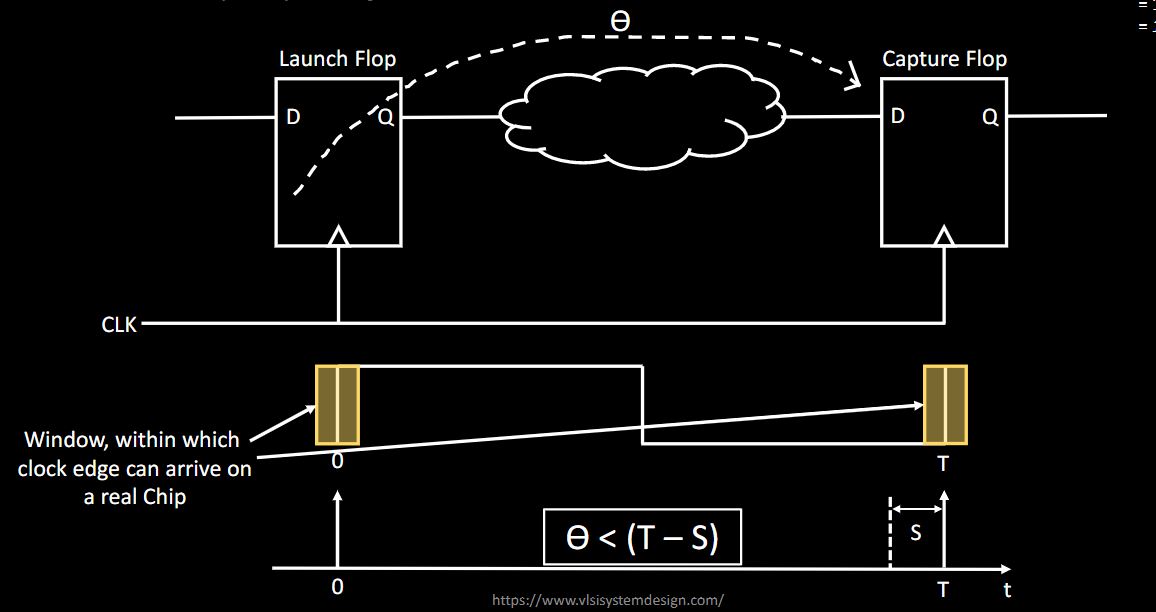 Ɵ
Launch Flop
Capture Flop
D
Q
D
Q
CLK
Window, within which
clock edge can arrive on
a real Chip
0
T
Ɵ < (T – S)
S
0
T
t
https://www.vlsisystemdesign.com/